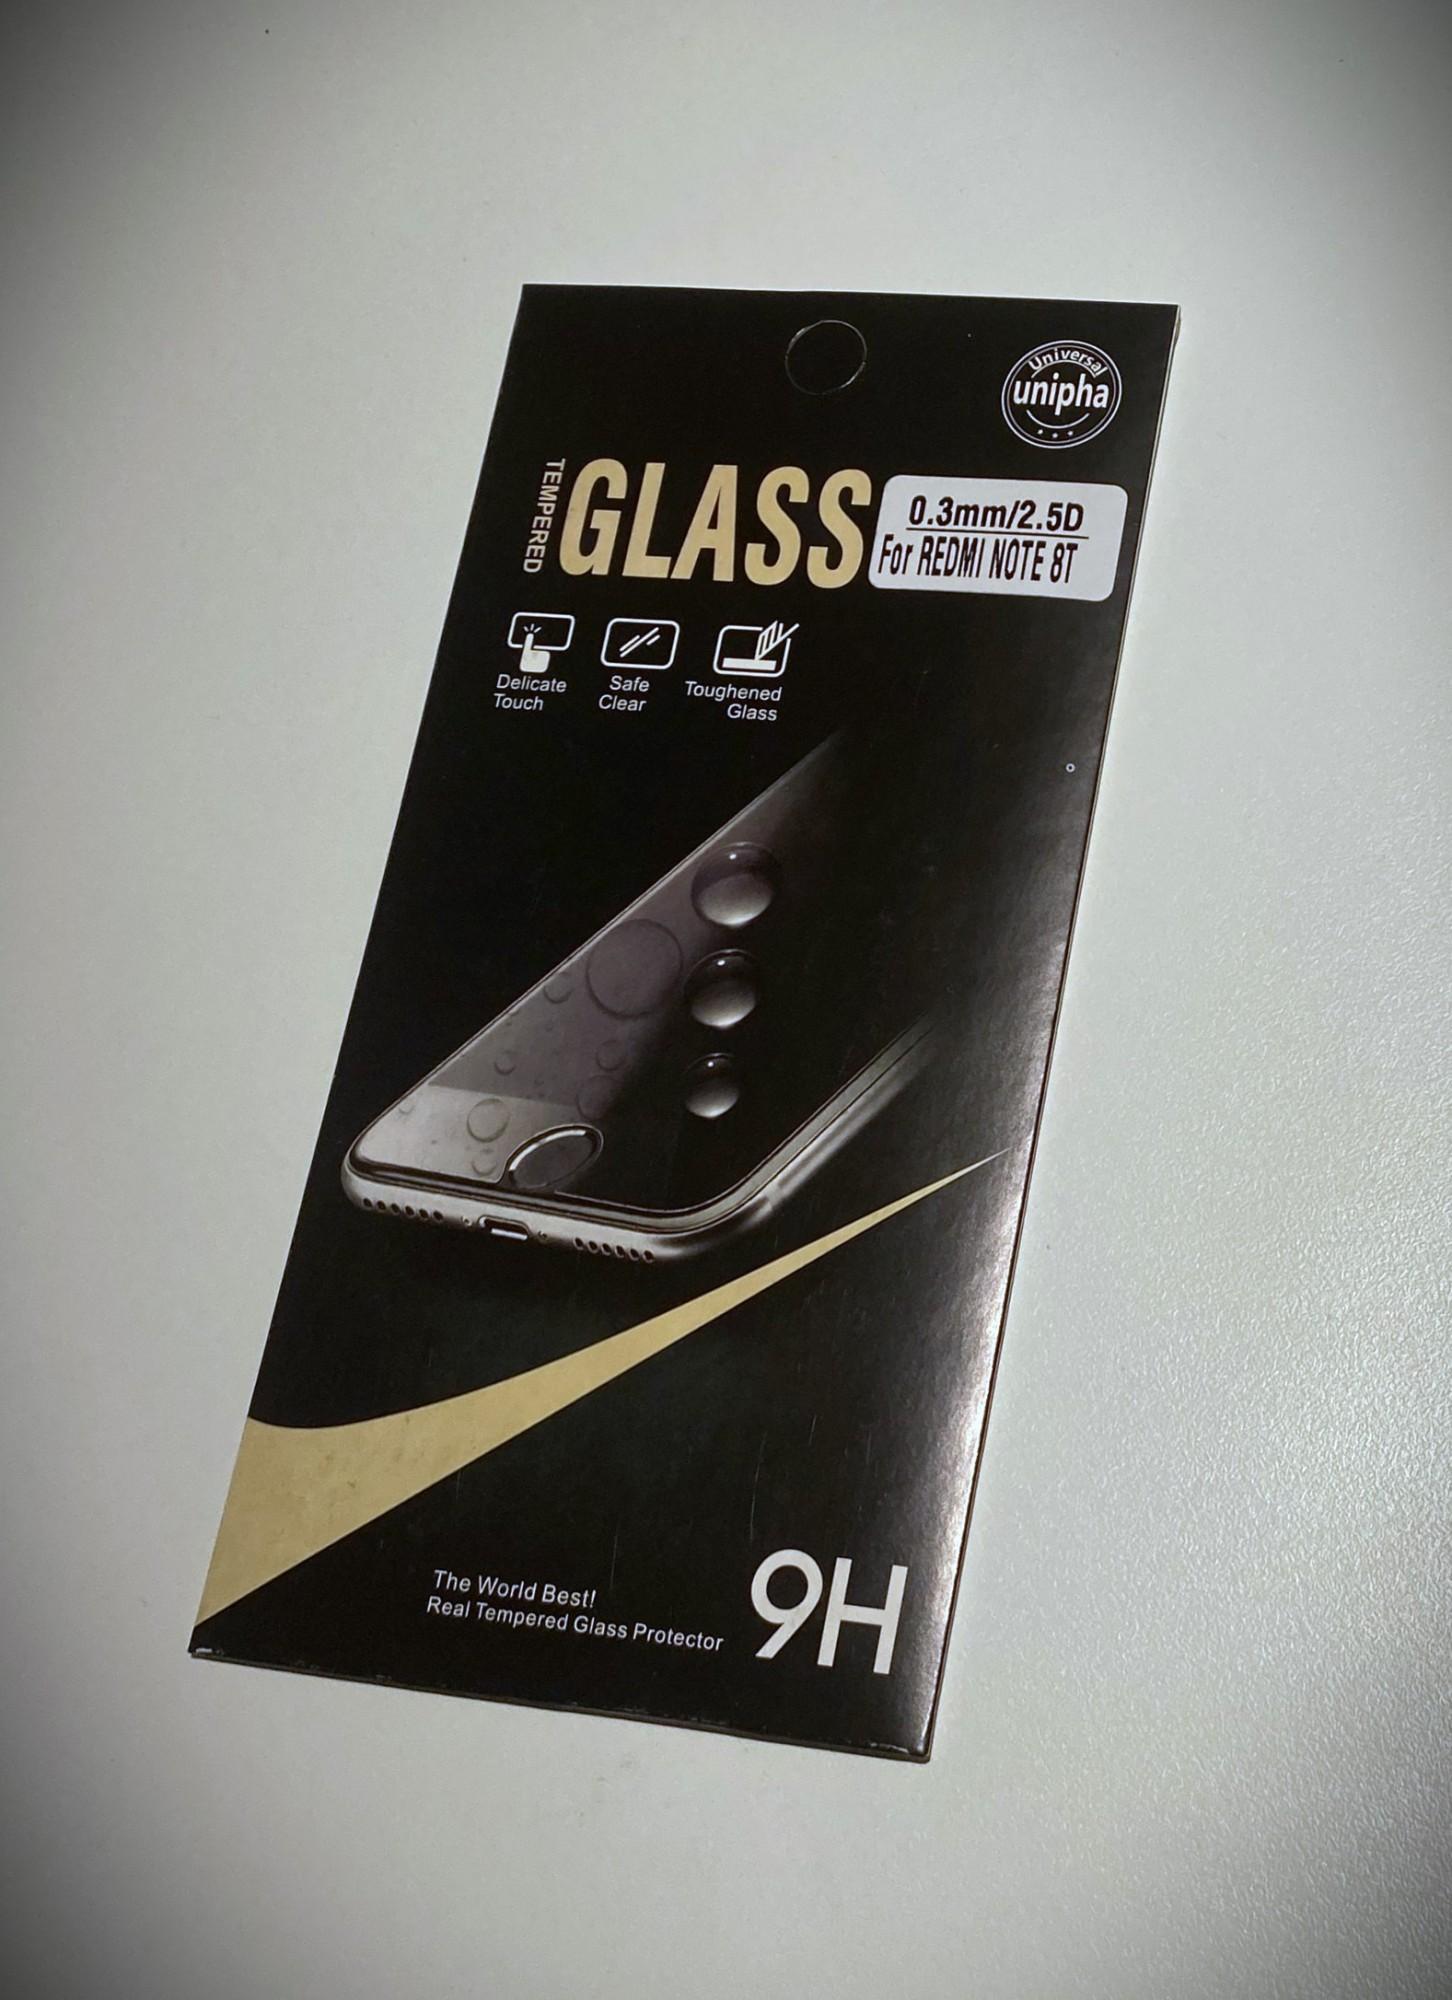 Universal
unipha
TEMPERED
GLASS
0.3mm/2.5D
For REDMI NOTE 8T
Delicate
Touch
Safe
Clear
Toughened
Glass
The World Best!
Real Tempered Glass Protector
9H